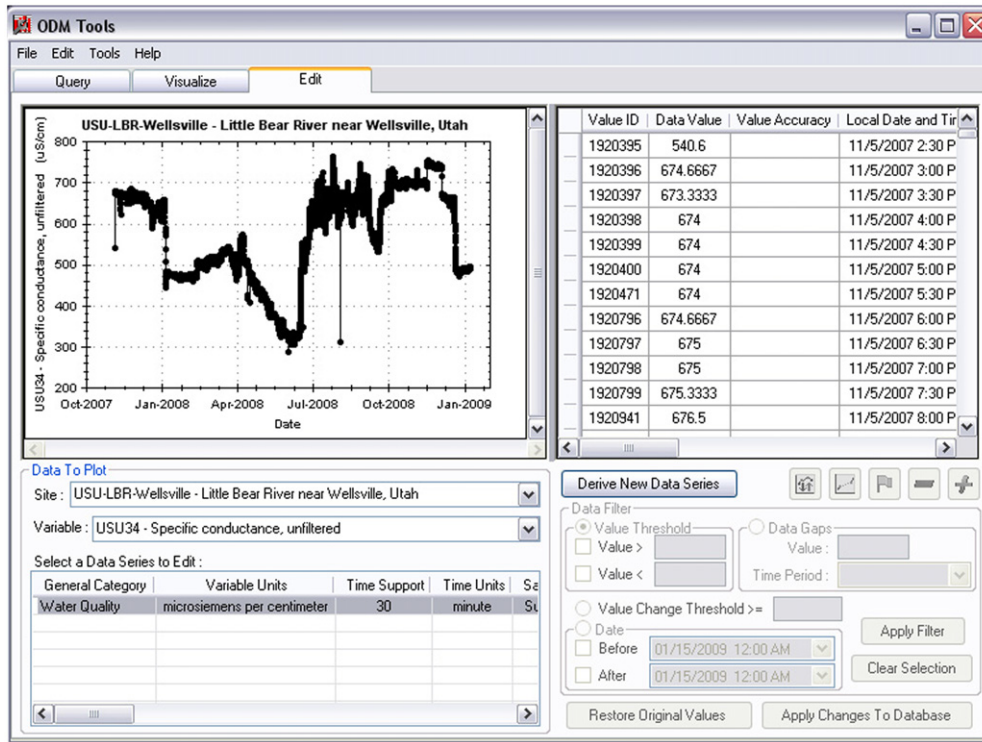 ODM Tools
File Edit Tools Help
Query Visualize Edit
USU-LBR-Wellsville - Little Bear River near Wellsville, Utah
USU34 - Specific conductance, unfiltered (uS/cm)
800
700
600
500
400
300
200
Oct-2007 Jan-2008 Apr-2008 Jul-2008 Oct-2008 Jan-2009
Date
Value ID Data Value Value Accuracy Local Date and Tir
1920395 540.6 11/5/2007 2:30 P
1920396 674.6667 11/5/2007 3:00 P
1920397 673.3333 11/5/2007 3:30 P
1920398 674 11/5/2007 4:00 P
1920399 674 11/5/2007 4:30 P
1920400 674 11/5/2007 5:00 P
1920471 674 11/5/2007 5:30 P
1920796 674.6667 11/5/2007 6:00 P
1920797 675 11/5/2007 6:30 P
1920798 675 11/5/2007 7:00 P
1920799 675.3333 11/5/2007 7:30 P
1920941 676.5 11/5/2007 8:00 P
Data To Plot
Site : USU-LBR-Wellsville - Little Bear River near Wellsville, Utah
Variable : USU34 - Specific conductance, unfiltered
Select a Data Series to Edit :
General Category Variable Units Time Support Time Units Sa
Water Quality microsiemens per centimeter 30 minute Su
Derive New Data Series
Data Filter
Value Threshold
Value >
Value <
Data Gaps
Value :
Time Period :
Value Change Threshold >=
Date
Before 01/15/2009 12:00 AM
After 01/15/2009 12:00 AM
Apply Filter
Clear Selection
Restore Original Values Apply Changes To Database